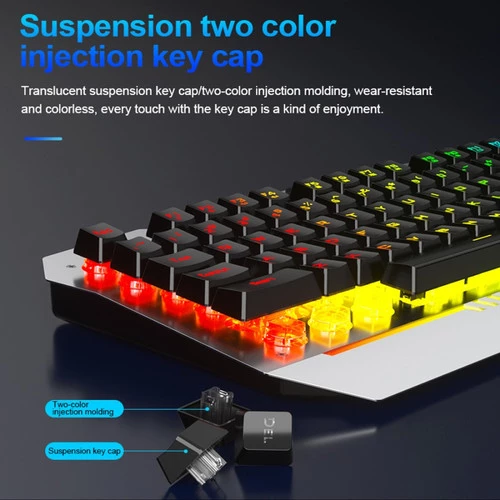 Suspension two color
injection key cap
Translucent suspension key cap/two-color injection molding, wear-resistant
and colorless, every touch with the key cap is a kind of enjoyment.
Two-color
injection molding
Suspension key cap
DEL